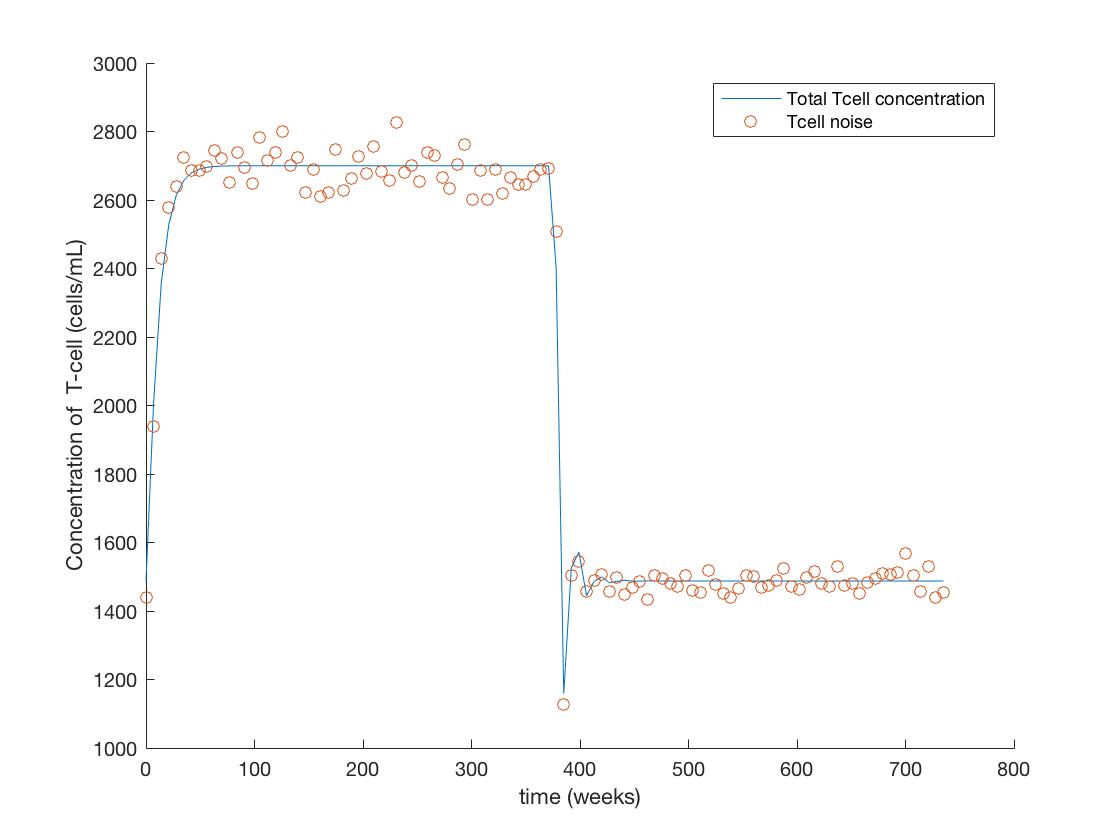 3000
2800
2600
2400
2200
2000
1800
1600
1400
1200
1000
Concentration of  T-cell (cells/mL)
Total Tcell concentration
Tcell noise
0 100 200 300 400 500 600 700 800
time (weeks)